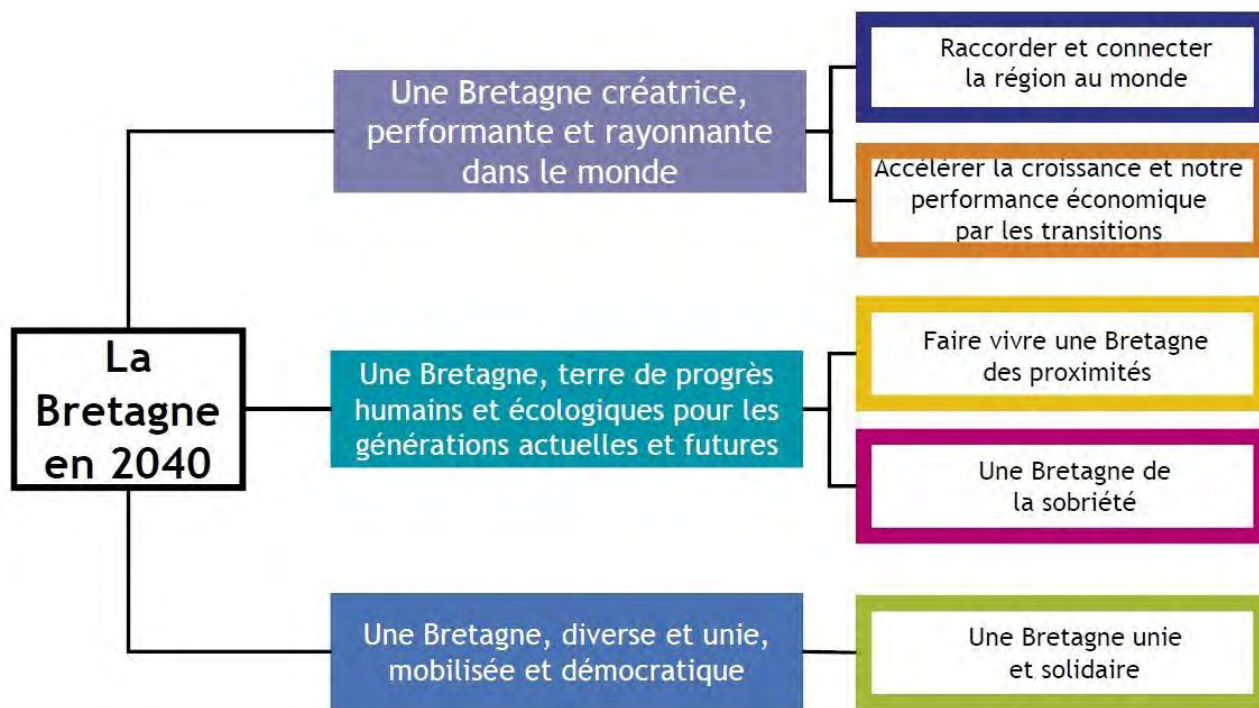 La
Bretagne
en 2040
Une Bretagne créatrice,
performante et rayonnante
dans le monde
Raccorder et connecter
la région au monde
Accélérer la croissance et notre
performance économique
par les transitions
Une Bretagne, terre de progrès
humains et écologiques pour les
générations actuelles et futures
Faire vivre une Bretagne
des proximités
Une Bretagne de
la sobriété
Une Bretagne, diverse et unie,
mobilisée et démocratique
Une Bretagne unie
et solidaire